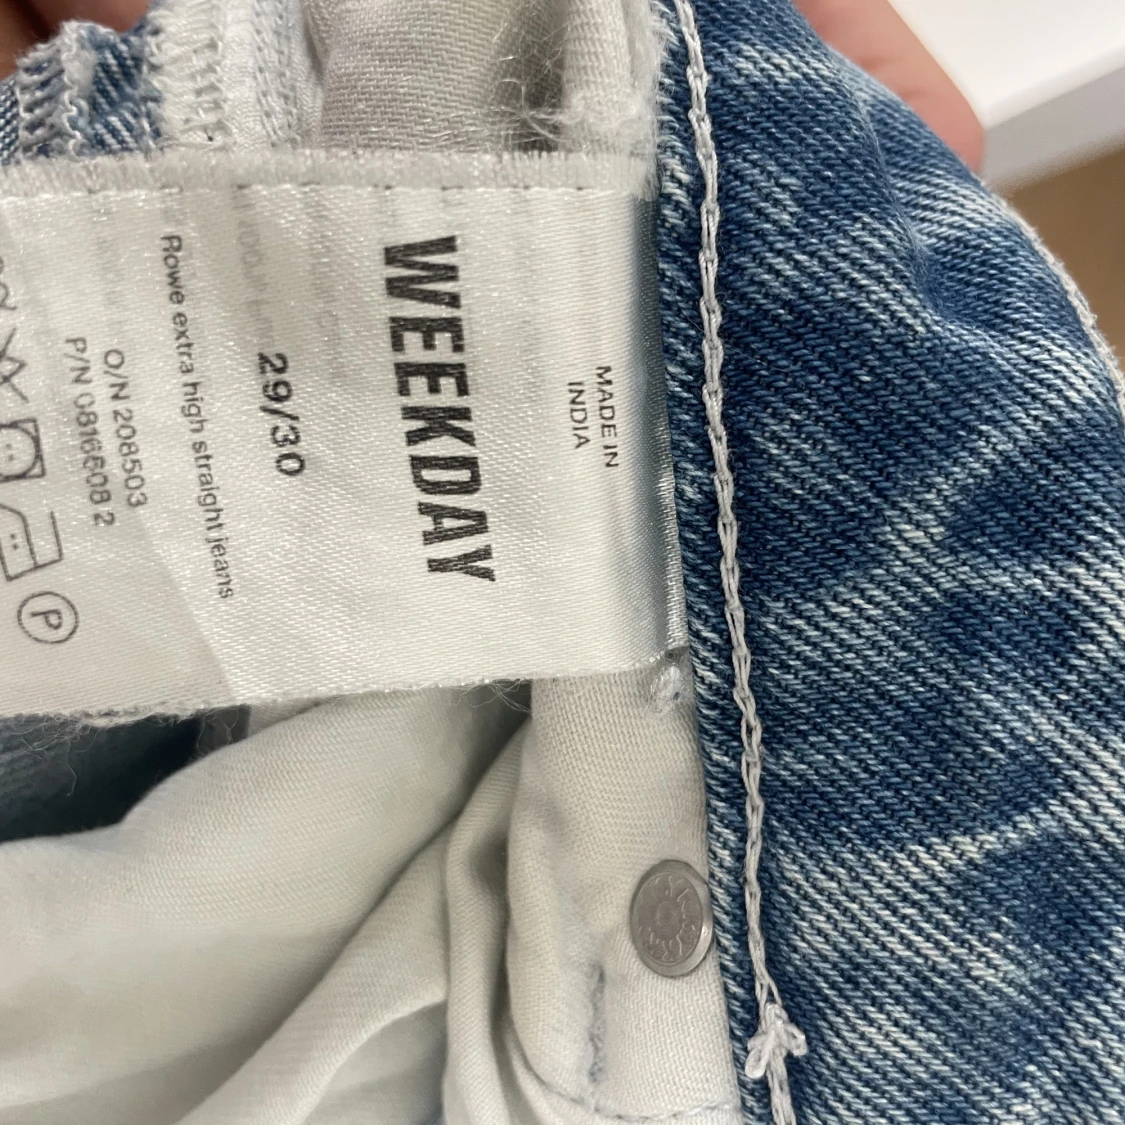 MADE IN
INDIA
WEEKDAY
29/30
Rowe extra high straight jeans
O/N 208503
P/N 0816608 2
P